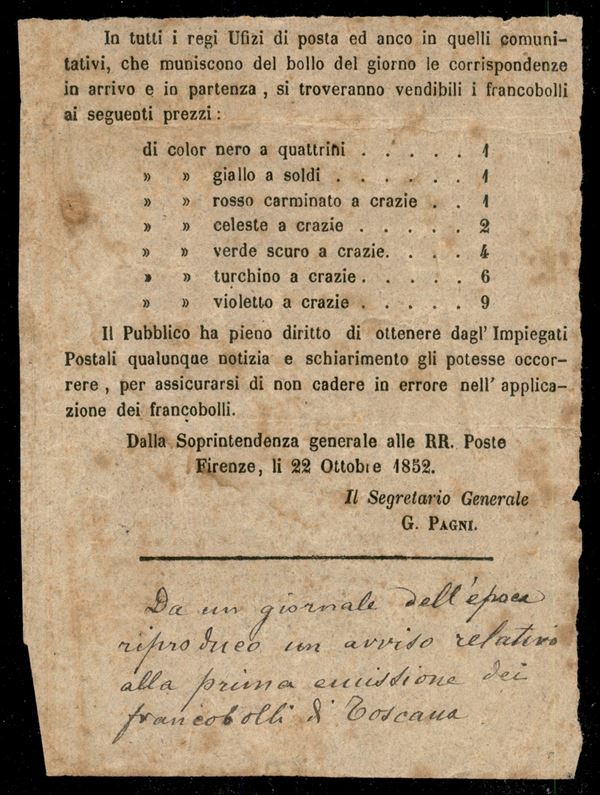 In tutti i regi Ufizi di posta ed anco in quelli comuni-
tativi, che muniscono del bollo del giorno le corrispondenze
in arrivo e in partenza , si troveranno vendibili i francobolli
ai seguenti prezzi :
di color nero a quattrini . . . . . 1
» » giallo a soldi . . . . . . 1
» » rosso carminato a crazie . . 1
» » celeste a crazie . . . . . 2
» » verde scuro a crazie. . . . 4
» » turchino a crazie . . . . . 6
» » violetto a crazie . . . . . 9
Il Pubblico ha pieno diritto di ottenere dagl' Impiegati
Postali qualunque notizia e schiarimento gli potesse occor-
rere , per assicurarsi di non cadere in errore nell' applica-
zione dei francobolli.
Dalla Soprintendenza generale alle RR. Poste
Firenze, li 22 Ottobre 1852.
Il Segretario Generale
G. PAGNI.
Da un giornale dell'época
riproduco un avviso relativo
alla prima emissione dei
francobolli di Toscana